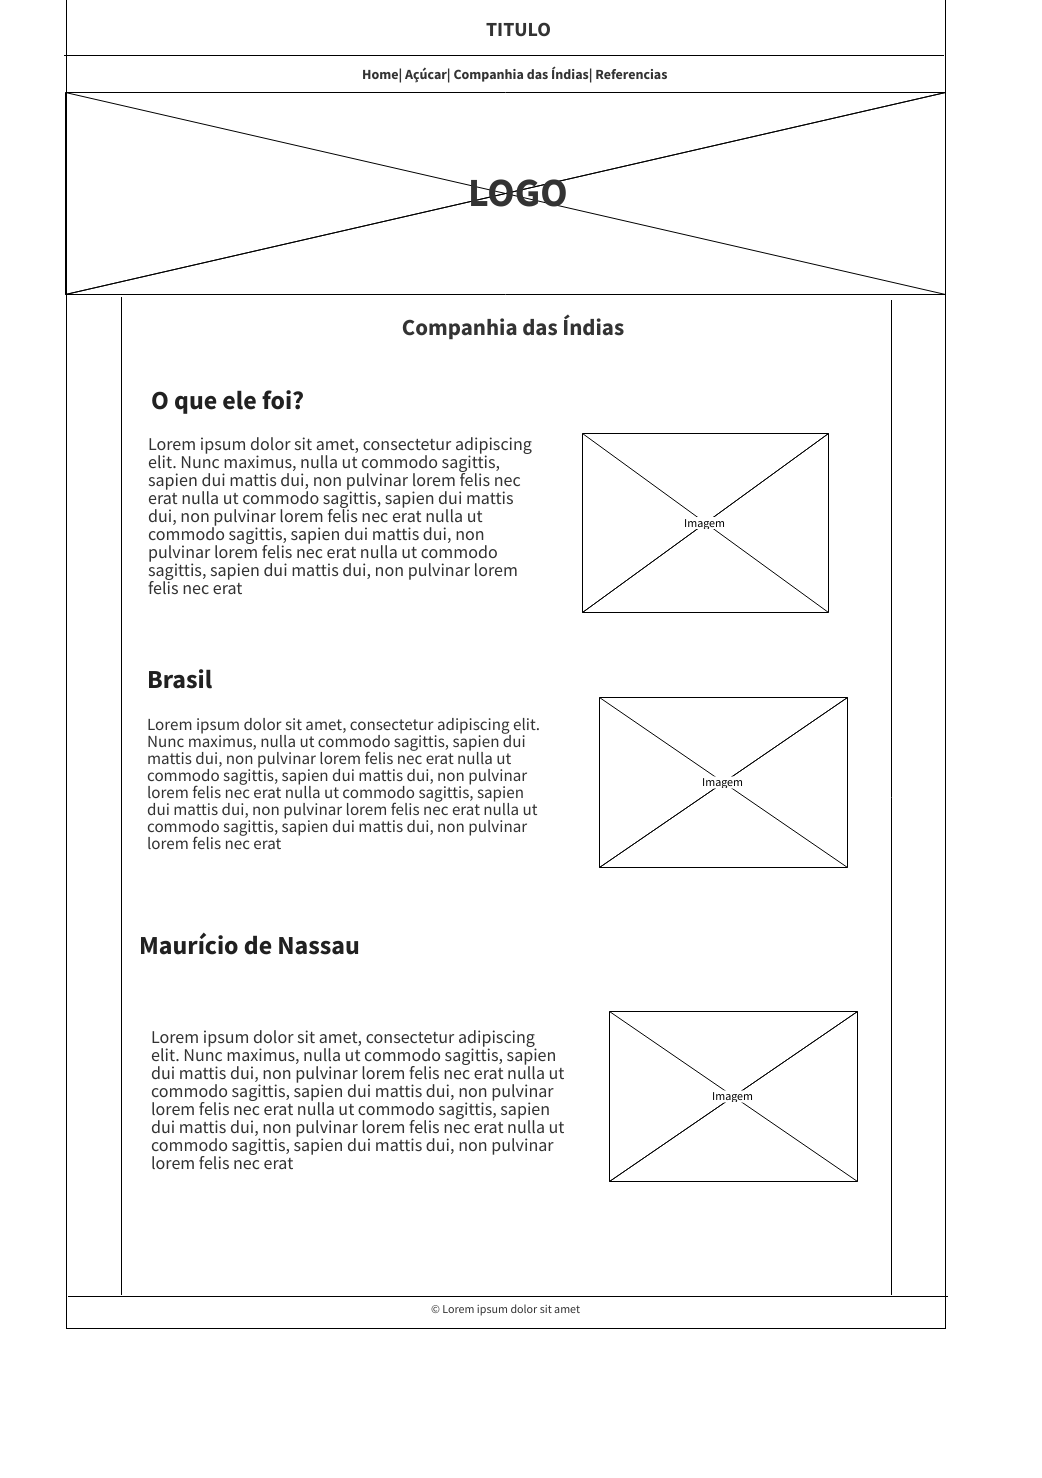 TITULO
Home| Açúcar| Companhia das Índias| Referencias
LOGO
Companhia das Índias
O que ele foi?
Lorem ipsum dolor sit amet, consectetur adipiscing
elit. Nunc maximus, nulla ut commodo sagittis,
sapien dui mattis dui, non pulvinar lorem felis nec
erat nulla ut commodo sagittis, sapien dui mattis
dui, non pulvinar lorem felis nec erat nulla ut
commodo sagittis, sapien dui mattis dui, non
pulvinar lorem felis nec erat nulla ut commodo
sagittis, sapien dui mattis dui, non pulvinar lorem
felis nec erat
Imagem
Brasil
Lorem ipsum dolor sit amet, consectetur adipiscing elit.
Nunc maximus, nulla ut commodo sagittis, sapien dui
mattis dui, non pulvinar lorem felis nec erat nulla ut
commodo sagittis, sapien dui mattis dui, non pulvinar
lorem felis nec erat nulla ut commodo sagittis, sapien
dui mattis dui, non pulvinar lorem felis nec erat nulla ut
commodo sagittis, sapien dui mattis dui, non pulvinar
lorem felis nec erat
Imagem
Maurício de Nassau
Lorem ipsum dolor sit amet, consectetur adipiscing
elit. Nunc maximus, nulla ut commodo sagittis, sapien
dui mattis dui, non pulvinar lorem felis nec erat nulla ut
commodo sagittis, sapien dui mattis dui, non pulvinar
lorem felis nec erat nulla ut commodo sagittis, sapien
dui mattis dui, non pulvinar lorem felis nec erat nulla ut
commodo sagittis, sapien dui mattis dui, non pulvinar
lorem felis nec erat
Imagem
© Lorem ipsum dolor sit amet